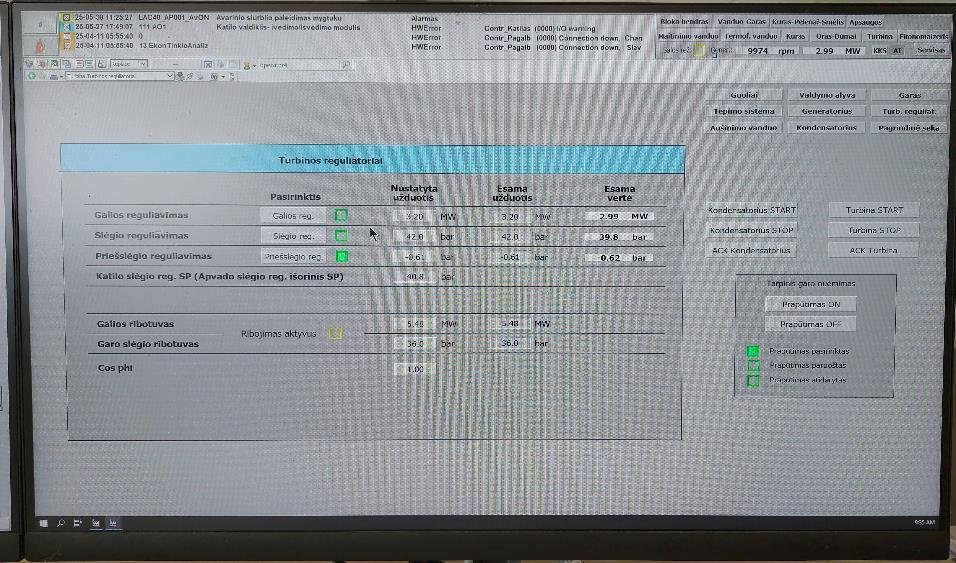 25-05-30 11:25:27 LAC40_AP001_AvON Avarinio siurblio paleidimas mygtuku Alarmas
25-05-27 17:49:07 111.AO1 Katilo valdiklis- ivedimoIsvedimo modulis HWError Contr_Katilas (0000) I/O warning
25-04-11 05:55:40 0 HWError Contr_Pagalb (0000) Connection down, Chan
25-04-11 05:55:40 13.EkonTinkloAnaliz HWError Contr_Pagalb (0000) Connection down, Slav
Bloko bendras Vanduo-Garas Kuras-Pelenai-Smėlis Apsaugos
Maitinimo vanduo Termof. vanduo Kuras Oras-Dūmai Turbina Ekonomaizeris
9974 rpm 2.99 MW KKS AT Servisas
Guoliai Valdymo alyva Garas
Tepimo sistema Generatorius Turb. reguliat.
Aušinimo vanduo Kondensatorius Pagrindinė seka
Turbinos reguliatoriai
Pasirinktis Nustatyta užduotis Esama užduotis Esama vertė
Galios reguliavimas Galios reg. 3.20 MW 3.20 MW 2.99 MW
Slėgio reguliavimas Slėgio reg. 42.0 bar 42.0 bar 39.8 bar
Priešslėgio reguliavimas Priešslėgio reg -0.61 bar -0.61 bar -0.62 bar
Katilo slėgio reg. SP (Apvado slėgio reg. išorinis SP) 40.8 bar
Galios ribotuvas 5.48 MW 5.48 MW
Ribojimas aktyvus
Garo slėgio ribotuvas 36.0 bar 36.0 bar
Cos phi 1.00
Kondensatorius START Turbina START
Kondensatorius STOP Turbina STOP
ACK Kondensatorius ACK Turbina
Tarpinis garo nuėmimas
Prapūtimas ON
Prapūtimas OFF
Prapūtimas pasirinktas
Prapūtimas paruoštas
Prapūtimas atidarytas
9:35 AM